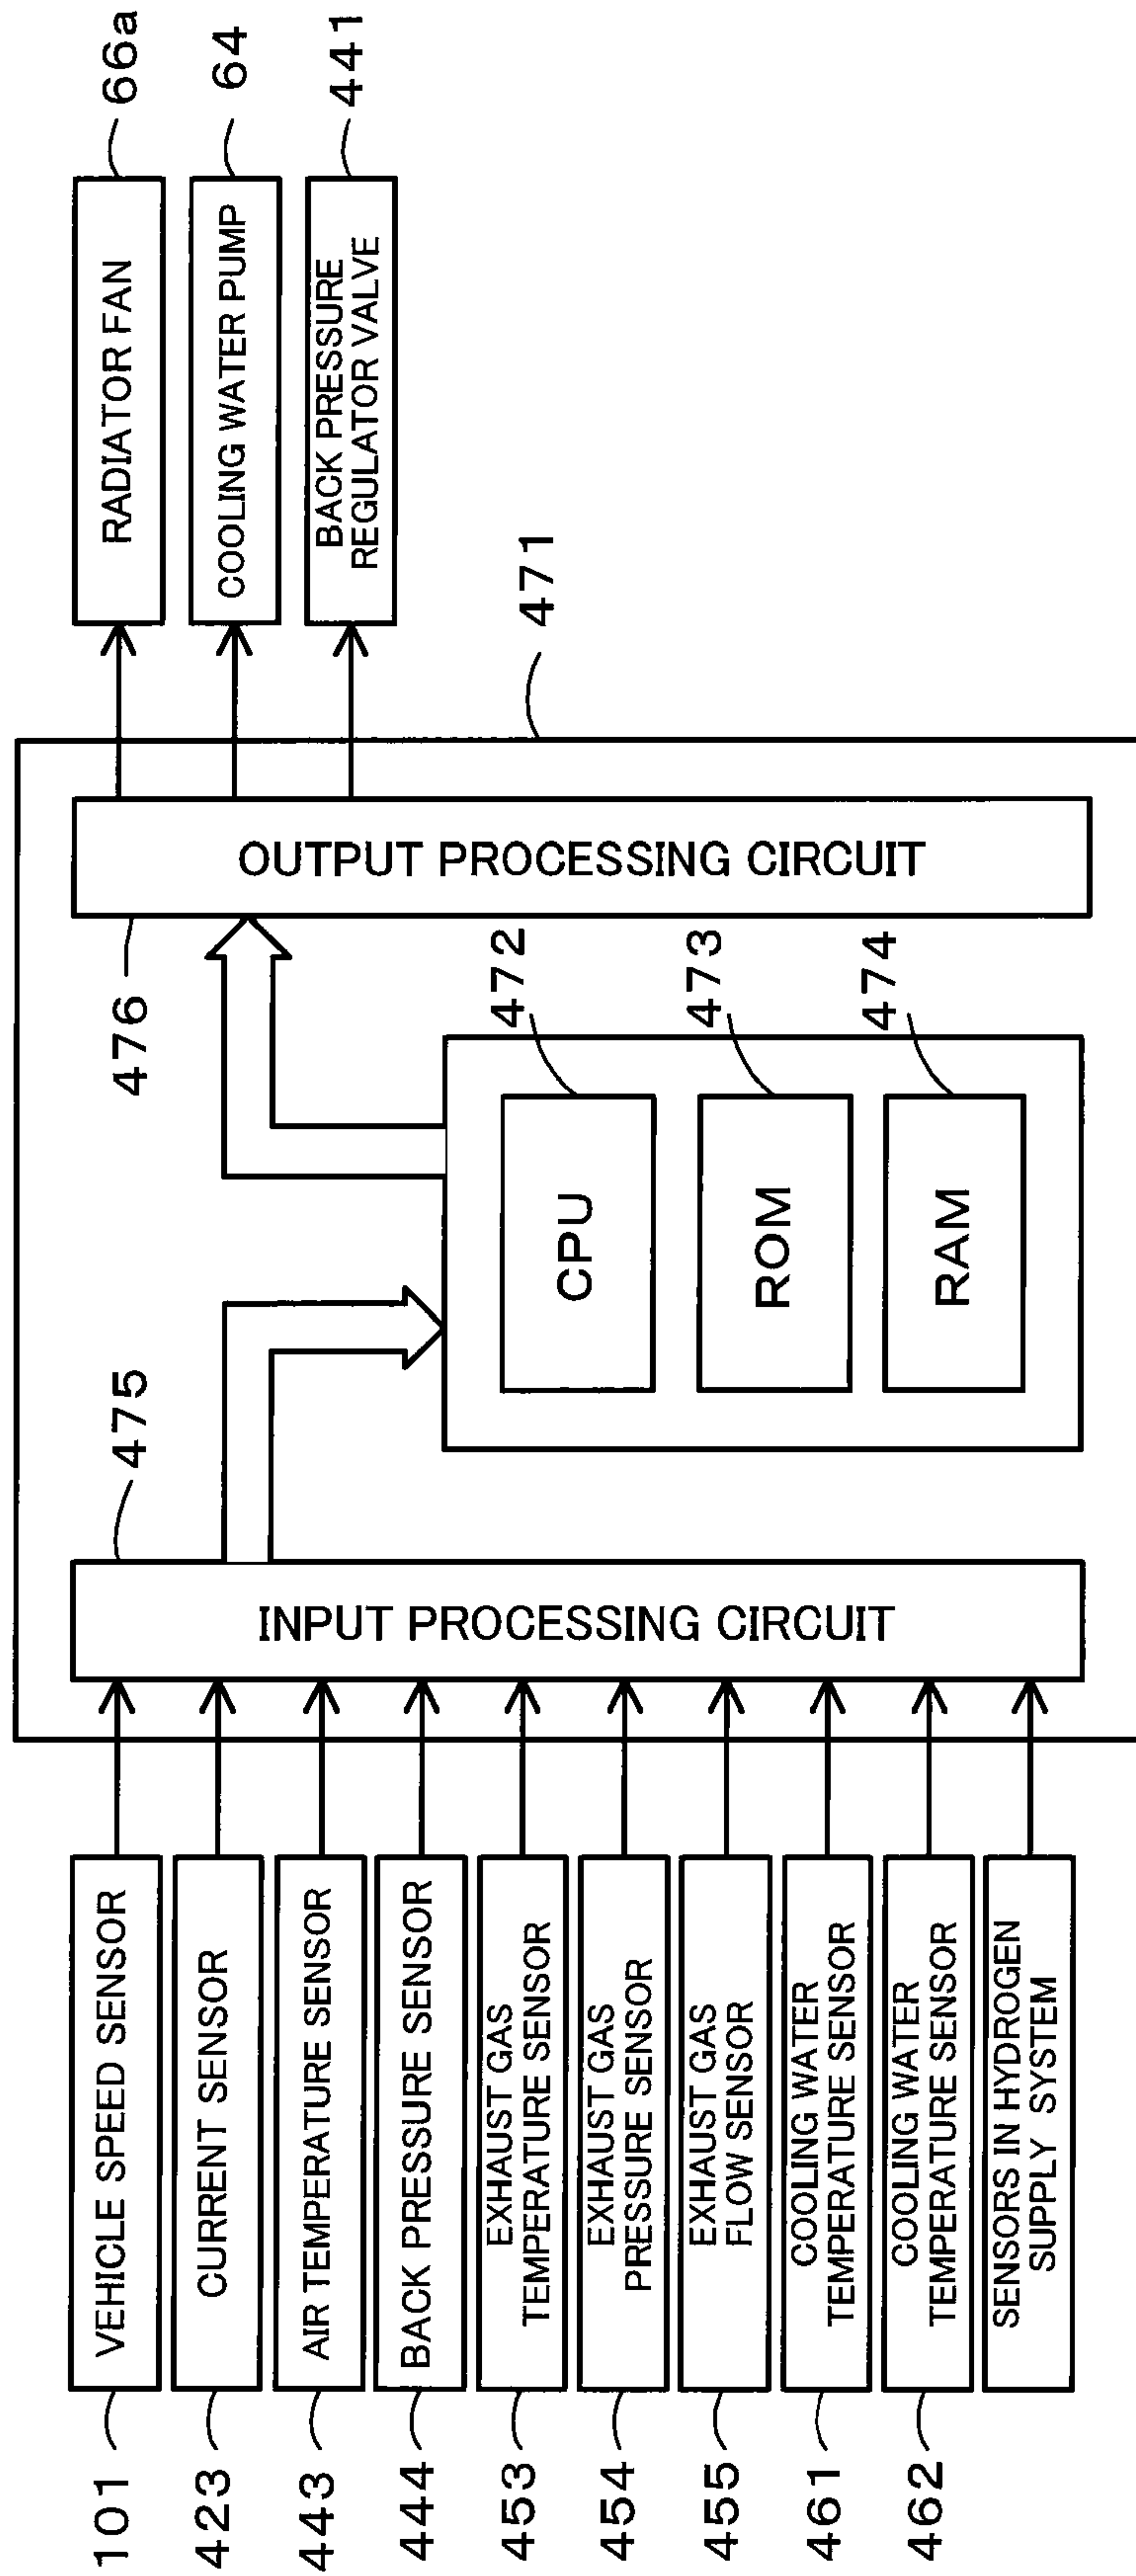 101
VEHICLE SPEED SENSOR
423
CURRENT SENSOR
443
AIR TEMPERATURE SENSOR
444
BACK PRESSURE SENSOR
453
EXHAUST GAS
TEMPERATURE SENSOR
454
EXHAUST GAS
PRESSURE SENSOR
455
EXHAUST GAS
FLOW SENSOR
461
COOLING WATER
TEMPERATURE SENSOR
462
COOLING WATER
TEMPERATURE SENSOR
SENSORS IN HYDROGEN
SUPPLY SYSTEM
475
INPUT PROCESSING CIRCUIT
CPU
472
ROM
473
RAM
474
476
OUTPUT PROCESSING CIRCUIT
471
RADIATOR FAN
66a
COOLING WATER PUMP
64
BACK PRESSURE
REGULATOR VALVE
441